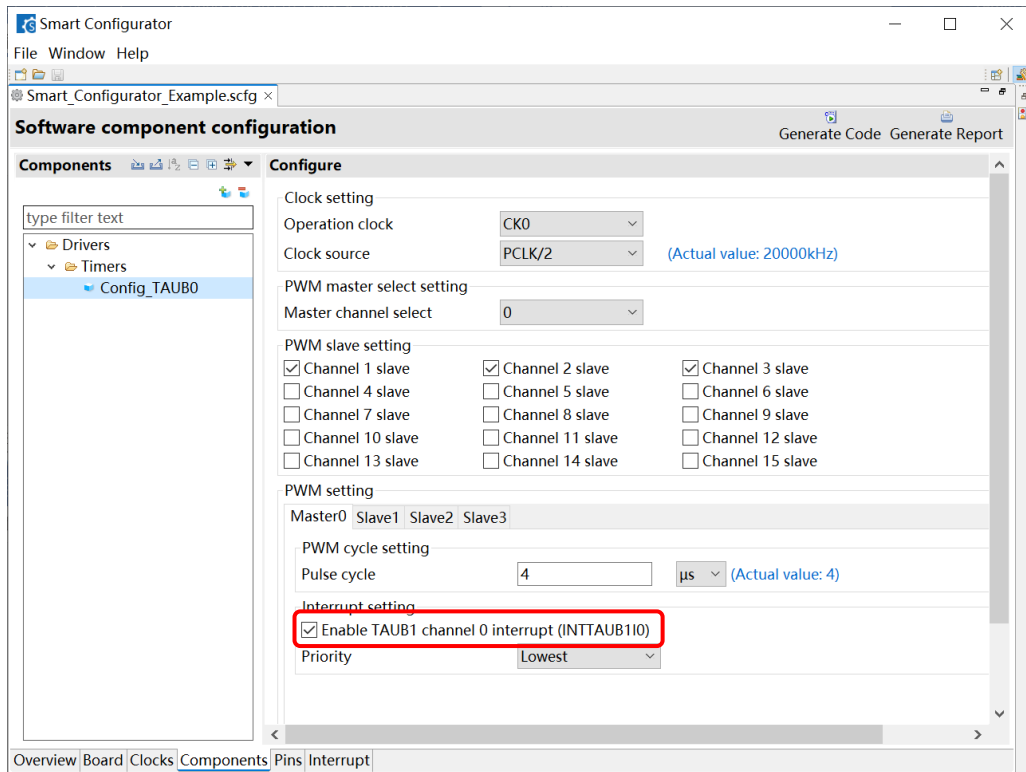 Smart Configurator
File Window Help
Smart_Configurator_Example.scfg
Software component configuration
Generate Code Generate Report
Components
Configure
type filter text
Drivers
Timers
Config_TAUB0
Clock setting
Operation clock CK0
Clock source PCLK/2 (Actual value: 20000kHz)
PWM master select setting
Master channel select 0
PWM slave setting
Channel 1 slave Channel 2 slave Channel 3 slave
Channel 4 slave Channel 5 slave Channel 6 slave
Channel 7 slave Channel 8 slave Channel 9 slave
Channel 10 slave Channel 11 slave Channel 12 slave
Channel 13 slave Channel 14 slave Channel 15 slave
PWM setting
Master0 Slave1 Slave2 Slave3
PWM cycle setting
Pulse cycle 4 µs (Actual value: 4)
Interrupt setting
Enable TAUB1 channel 0 interrupt (INTTAUB1I0)
Priority Lowest
Overview Board Clocks Components Pins Interrupt